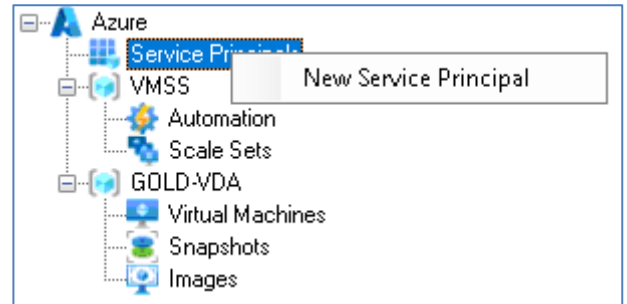 Azure
Service Principals
New Service Principal
VMSS
Automation
Scale Sets
GOLD-VDA
Virtual Machines
Snapshots
Images